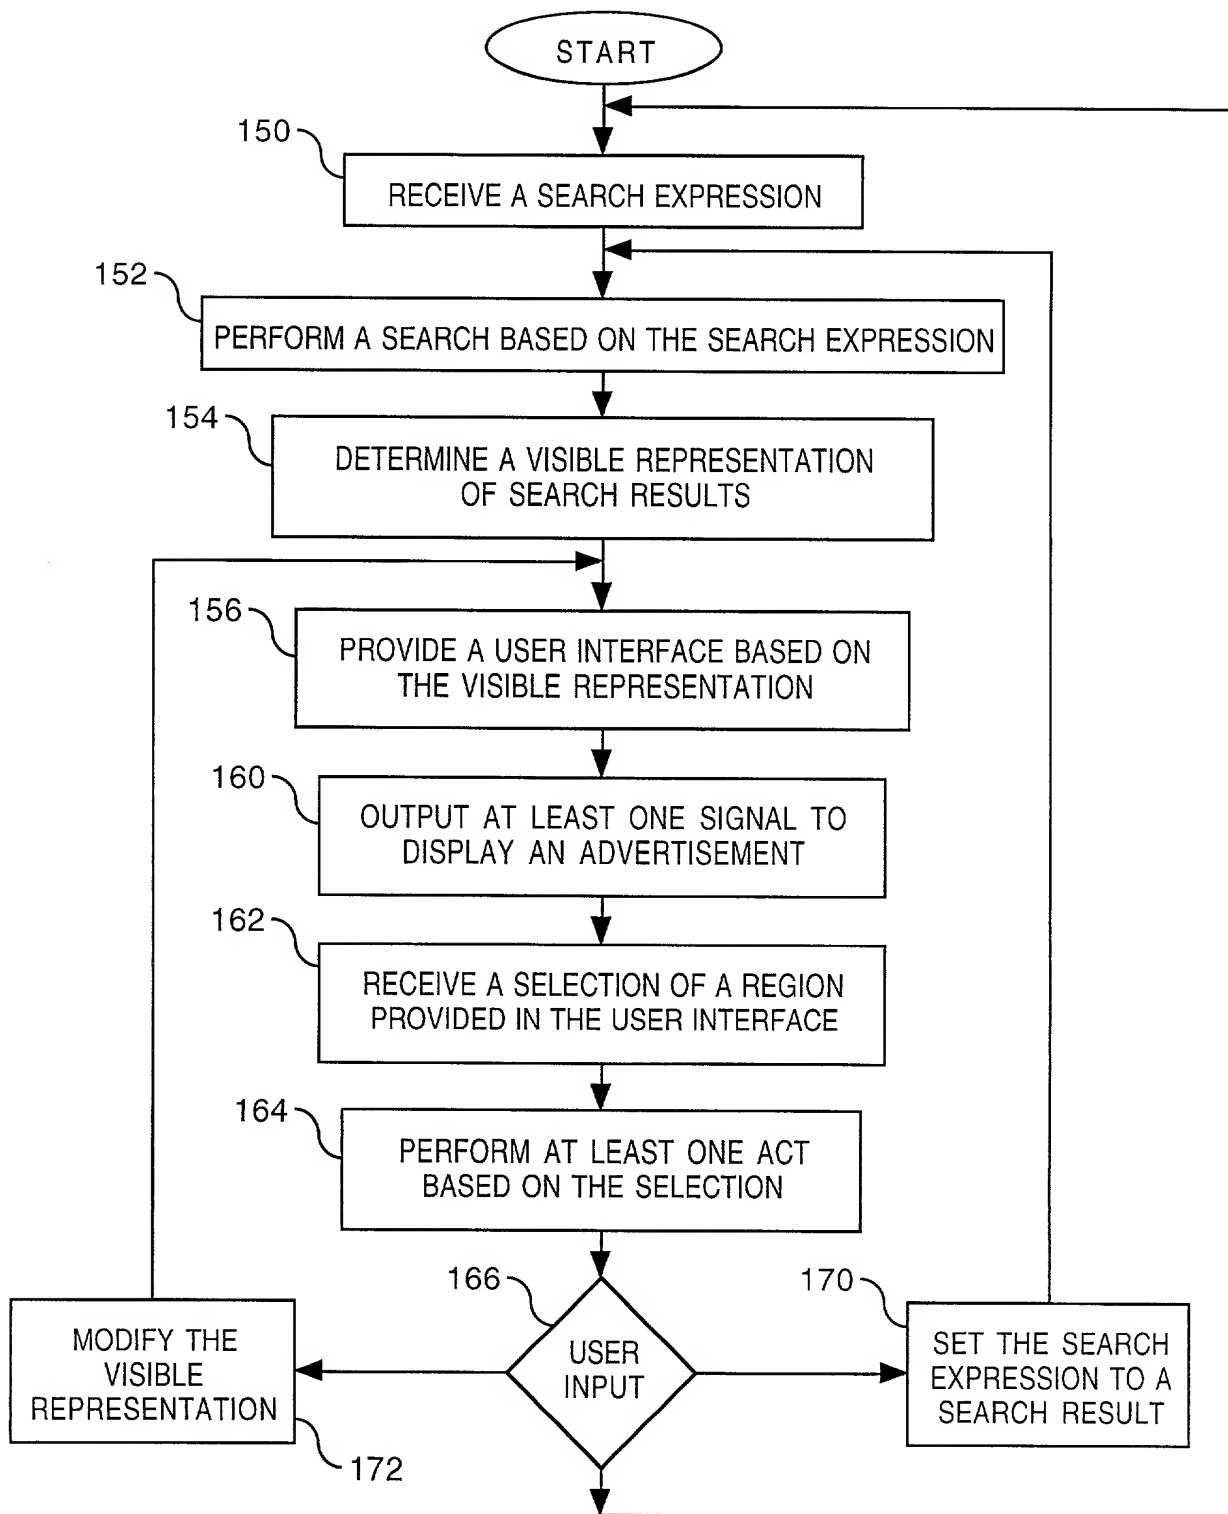 START
150
RECEIVE A SEARCH EXPRESSION
152
PERFORM A SEARCH BASED ON THE SEARCH EXPRESSION
154
DETERMINE A VISIBLE REPRESENTATION
OF SEARCH RESULTS
156
PROVIDE A USER INTERFACE BASED ON
THE VISIBLE REPRESENTATION
160
OUTPUT AT LEAST ONE SIGNAL TO
DISPLAY AN ADVERTISEMENT
162
RECEIVE A SELECTION OF A REGION
PROVIDED IN THE USER INTERFACE
164
PERFORM AT LEAST ONE ACT
BASED ON THE SELECTION
166
USER
INPUT
170
SET THE SEARCH
EXPRESSION TO A
SEARCH RESULT
MODIFY THE
VISIBLE
REPRESENTATION
172